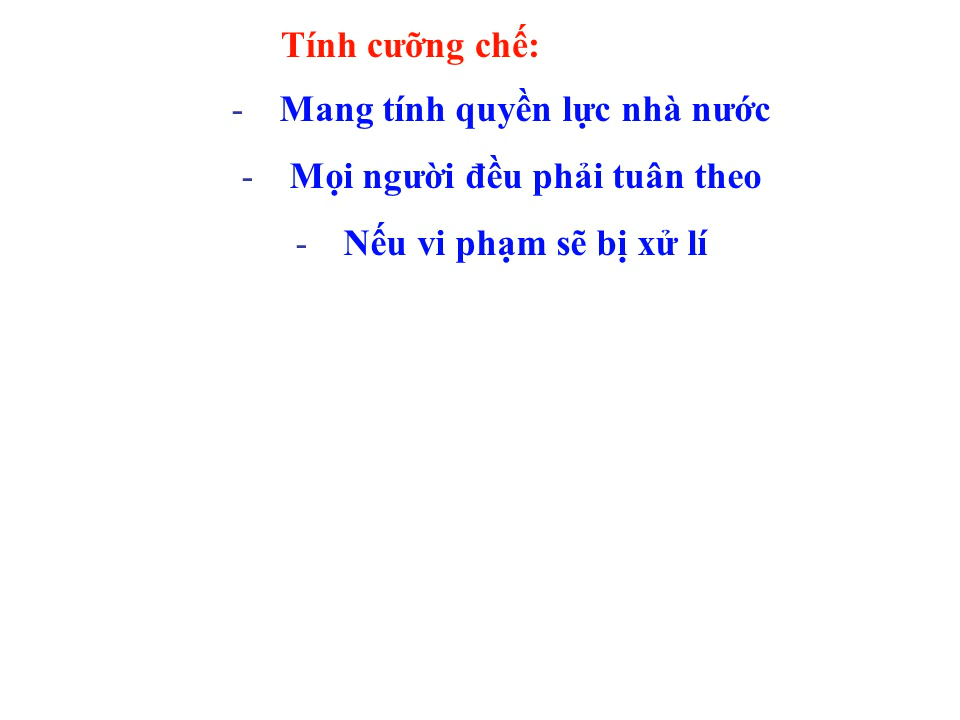 Tính cưỡng chế:
- Mang tính quyền lực nhà nước
- Mọi người đều phải tuân theo
- Nếu vi phạm sẽ bị xử lí